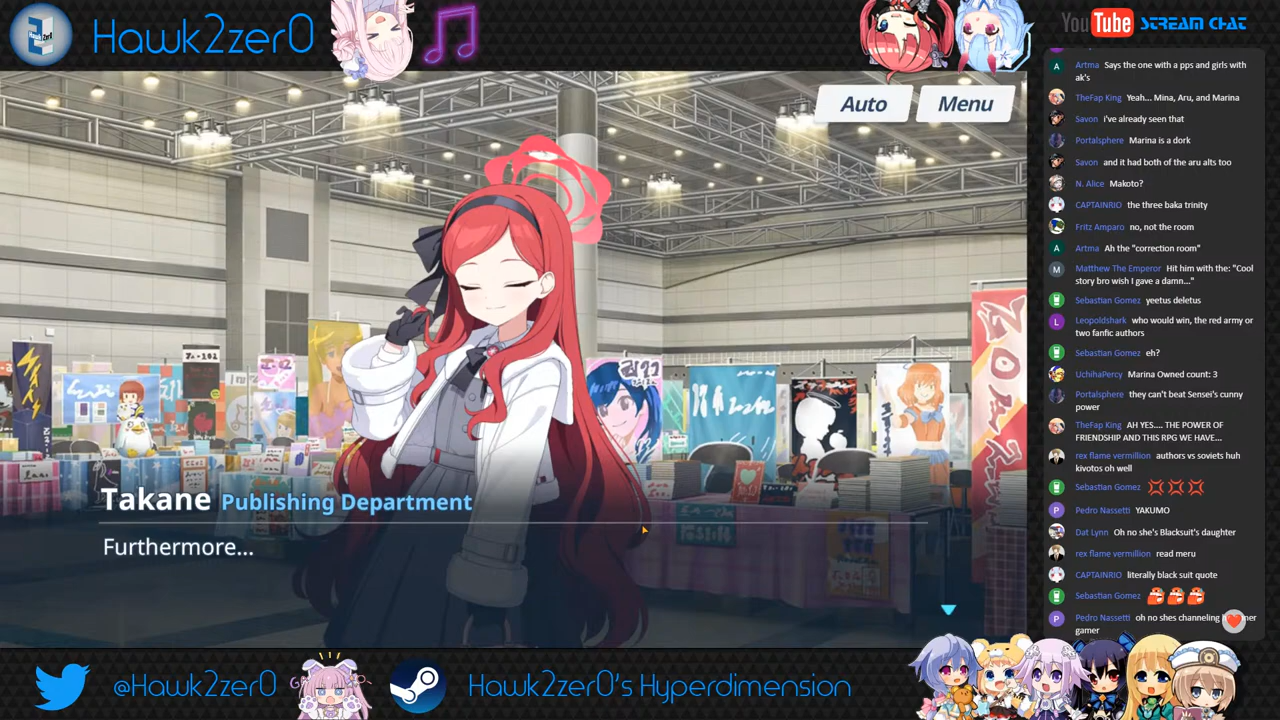 Hawk2zer0
YouTube STREAM CHAT
Auto
Menu
Takane Publishing Department
Furthermore...
Artma Says the one with a pps and girls with
ak's
TheFap King Yeah... Mina, Aru, and Marina
Savon i've already seen that
Portalsphere Marina is a dork
Savon and it had both of the aru alts too
N. Alice Makoto?
CAPTAINRIO the three baka trinity
Fritz Amparo no, not the room
Artma Ah the "correction room"
Matthew The Emperor Hit him with the: "Cool
story bro wish I gave a damn..."
Sebastian Gomez yeetus deletus
Leopoldshark who would win, the red army or
two fanfic authors
Sebastian Gomez eh?
UchihaPercy Marina Owned count: 3
Portalsphere they can't beat Sensei's cunny
power
TheFap King AH YES.... THE POWER OF
FRIENDSHIP AND THIS RPG WE HAVE...
rex flame vermillion authors vs soviets huh
kivotos oh well
Sebastian Gomez
Pedro Nassetti YAKUMO
Dat Lynn Oh no she's Blacksuit's daughter
rex flame vermillion read meru
CAPTAINRIO literally black suit quote
Sebastian Gomez
Pedro Nassetti oh no shes channeling
gamer
@Hawk2zer0
Hawk2zer0's Hyperdimension